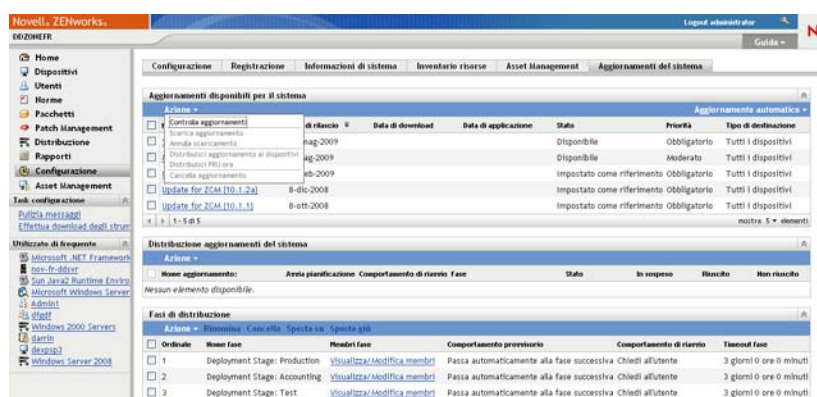 Novell® ZENworks®
Logout administrator
DDZONEFR
Guida
Home
Dispositivi
Utenti
Norme
Pacchetti
Patch Management
Distribuzione
Rapporti
Configurazione
Asset Management
Task configurazione
Pulizia messaggi
Effettua download degli strum
Utilizzato di frequente
Microsoft .NET Framework
nov-fr-ddsvr
Sun Java2 Runtime Enviro
Microsoft Windows Server
Admin1
Windows 2000 Servers
darrin
Windows Server 2008
Configurazione Registrazione Informazioni di sistema Inventario risorse Asset Management Aggiornamenti del sistema
Aggiornamenti disponibili per il sistema
Azione Aggiornamento automatico
di rilascio Data di download Data di applicazione Stato Priorità Tipo di destinazione
Controlla aggiornamenti
Scarica aggiornamento
Annulla scaricamento
Distribuisci aggiornamento ai dispositivi
Distribuisci PRU ora
Cancella aggiornamento
mag-2009 Disponibile Obbligatorio Tutti i dispositivi
ag-2009 Disponibile Moderato Tutti i dispositivi
eb-2009 Impostato come riferimento Obbligatorio Tutti i dispositivi
Update for ZCM (10.1.2a) 8-dic-2008 Impostato come riferimento Obbligatorio Tutti i dispositivi
Update for ZCM (10.1.1) 8-ott-2008 Impostato come riferimento Obbligatorio Tutti i dispositivi
1 - 5 di 5 mostra 5 elementi
Distribuzione aggiornamenti del sistema
Azione
Nome aggiornamento: Avvia pianificazione Comportamento di riavvio Fase Stato In sospeso Riuscito Non riuscito
Nessun elemento disponibile.
Fasi di distribuzione
Azione Rinomina Cancella Sposta su Sposta giù
Ordinale Nome fase Membri fase Comportamento provvisorio Comportamento di riavvio Timeout fase
1 Deployment Stage: Production Visualizza/Modifica membri Passa automaticamente alla fase successiva Chiedi all'utente 3 giorni 0 ore 0 minuti
2 Deployment Stage: Accounting Visualizza/Modifica membri Passa automaticamente alla fase successiva Chiedi all'utente 3 giorni 0 ore 0 minuti
3 Deployment Stage: Test Visualizza/Modifica membri Passa automaticamente alla fase successiva Chiedi all'utente 3 giorni 0 ore 0 minuti